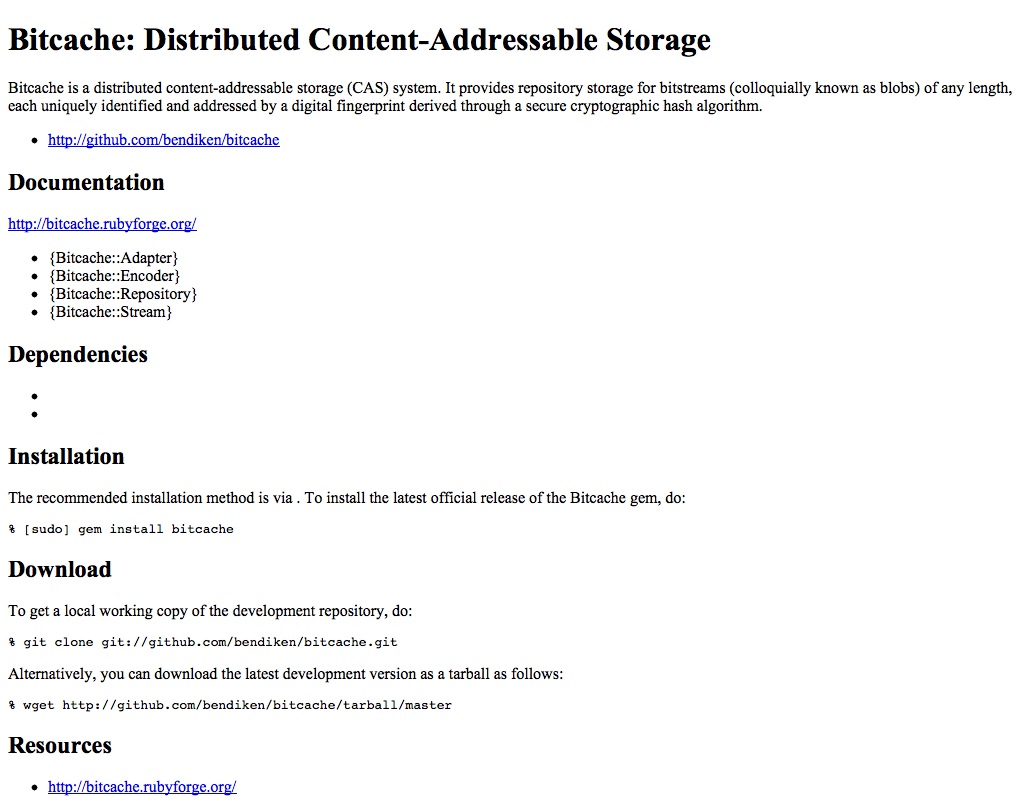 Bitcache: Distributed Content-Addressable Storage
Bitcache is a distributed content-addressable storage (CAS) system. It provides repository storage for bitstreams (colloquially known as blobs) of any length,
each uniquely identified and addressed by a digital fingerprint derived through a secure cryptographic hash algorithm.
• http://github.com/bendiken/bitcache
Documentation
http://bitcache.rubyforge.org/
• {Bitcache::Adapter}
• {Bitcache::Encoder}
• {Bitcache::Repository}
• {Bitcache::Stream}
Dependencies
•
•
Installation
The recommended installation method is via . To install the latest official release of the Bitcache gem, do:
% [sudo] gem install bitcache
Download
To get a local working copy of the development repository, do:
% git clone git://github.com/bendiken/bitcache.git
Alternatively, you can download the latest development version as a tarball as follows:
% wget http://github.com/bendiken/bitcache/tarball/master
Resources
• http://bitcache.rubyforge.org/